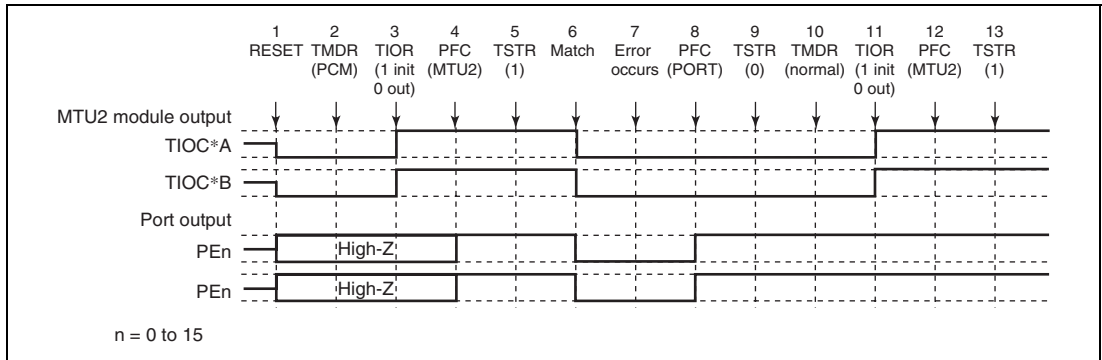 1 2 3 4 5 6 7 8 9 10 11 12 13
RESET TMDR TIOR PFC TSTR Match Error PFC TSTR TMDR TIOR PFC TSTR
(PCM) (1 init (MTU2) (1) occurs (PORT) (0) (normal) (1 init (MTU2) (1)
0 out) 0 out)
MTU2 module output
TIOC*A
TIOC*B
Port output
PEn High-Z
PEn High-Z
n = 0 to 15